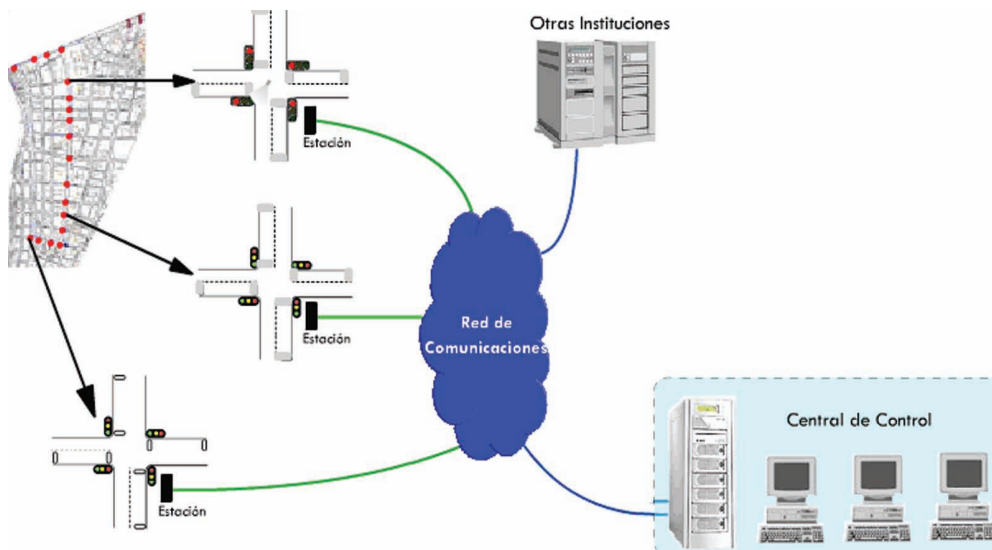 Otras Instituciones
Estación
Estación
Red de
Comunicaciones
Central de Control
Estación